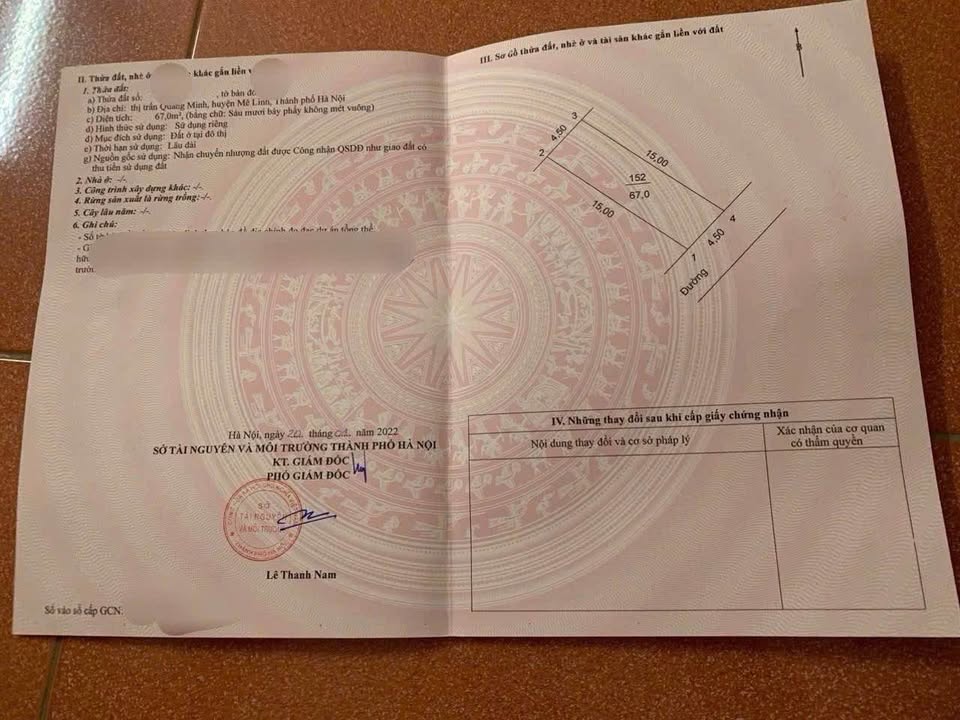 II. Thửa đất, nhà ở khác gắn liền
1. Thửa đất:
a) Thửa đất số: , tờ bản đồ
b) Địa chỉ: thị trấn Quang Minh, huyện Mê Linh, Thành phố Hà Nội
c) Diện tích: 67,0m², (bằng chữ: Sáu mươi bảy phẩy không mét vuông)
d) Hình thức sử dụng: Sử dụng riêng
đ) Mục đích sử dụng: Đất ở tại đô thị
e) Thời hạn sử dụng: Lâu dài
g) Nguồn gốc sử dụng: Nhận chuyển nhượng đất được Công nhận QSDĐ như giao đất có
thu tiền sử dụng đất
2. Nhà ở: -/-.
3. Công trình xây dựng khác: -/-.
4. Rừng sản xuất là rừng trồng:-/-.
5. Cây lâu năm: -/-.
6. Ghi chú:
- Số
- G
hữu
trướ
Hà Nội, ngày tháng năm 2022
SỞ TÀI NGUYÊN VÀ MÔI TRƯỜNG THÀNH PHỐ HÀ NỘI
KT. GIÁM ĐỐC
PHÓ GIÁM ĐỐC
SỞ
TÀI NGUYÊN
VÀ MÔI TRƯỜNG
Lê Thanh Nam
Số vào sổ cấp GCN:
III. Sơ đồ thửa đất, nhà ở và tài sản khác gắn liền với đất
B
3
4,50
2
15,00
152
67,0
15,00
4
4,50
1
Đường
IV. Những thay đổi sau khi cấp giấy chứng nhận
Nội dung thay đổi và cơ sở pháp lý
Xác nhận của cơ quan
có thẩm quyền